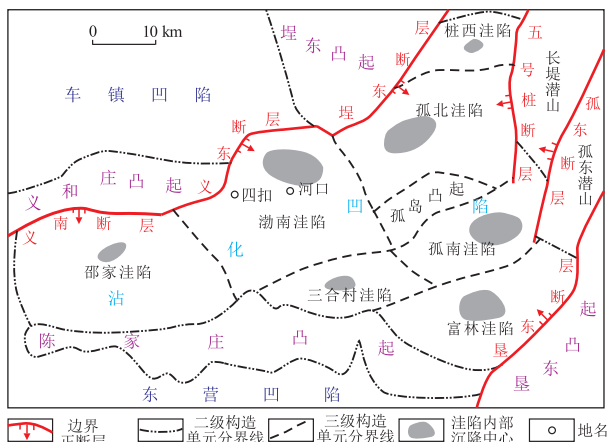 0 10 km
车镇凹陷
埕东凸起
埕东断层
桩西洼陷
五号桩断层
长堤潜山
孤东断层
孤东潜山
孤北洼陷
义和庄凸起
义东断层
四扣
河口
渤南洼陷
孤岛凸起
沾化凹陷
义南断层
邵家洼陷
孤南洼陷
三合村洼陷
富林洼陷
垦东断层
垦东凸起
陈家庄凸起
东营凹陷
边界
正断层
二级构造
单元分界线
三级构造
单元分界线
洼陷内部
沉降中心
地名